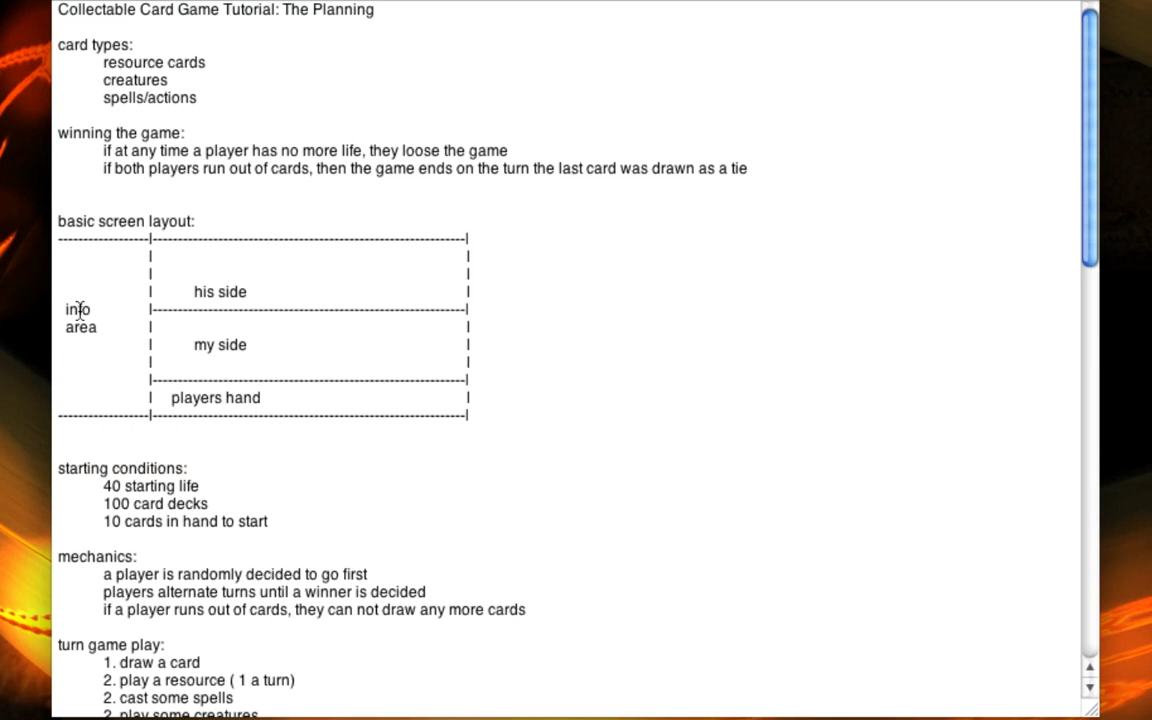 Collectable Card Game Tutorial: The Planning
card types:
resource cards
creatures
spells/actions
winning the game:
if at any time a player has no more life, they loose the game
if both players run out of cards, then the game ends on the turn the last card was drawn as a tie
basic screen layout:
his side
info
area
my side
players hand
starting conditions:
40 starting life
100 card decks
10 cards in hand to start
mechanics:
a player is randomly decided to go first
players alternate turns until a winner is decided
if a player runs out of cards, they can not draw any more cards
turn game play:
1. draw a card
2. play a resource ( 1 a turn)
2. cast some spells
2. play some creatures